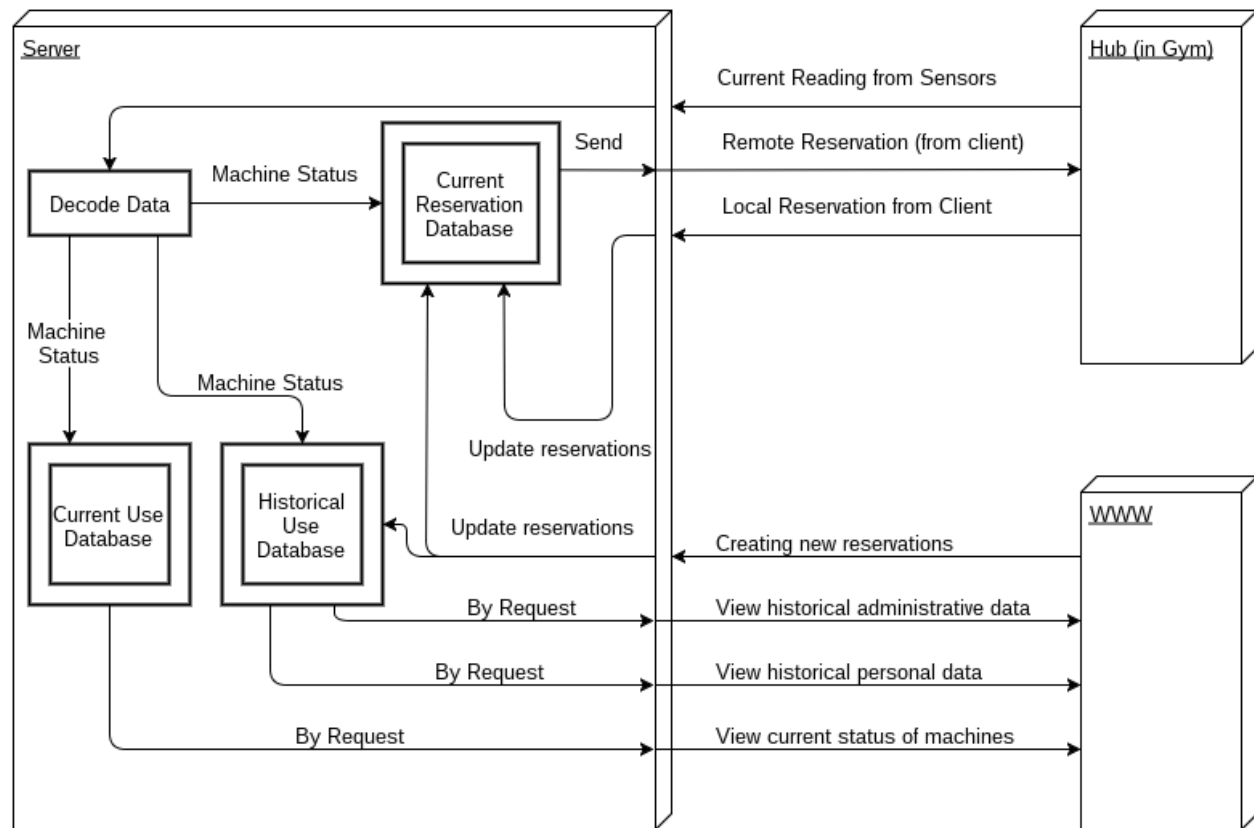 Server
Hub (in Gym)
Current Reading from Sensors
Send
Remote Reservation (from client)
Machine Status
Current
Reservation
Database
Decode Data
Local Reservation from Client
Machine
Status
Machine Status
Update reservations
Current Use
Database
Historical
Use
Database
Update reservations
WWW
Creating new reservations
By Request
View historical administrative data
By Request
View historical personal data
By Request
View current status of machines